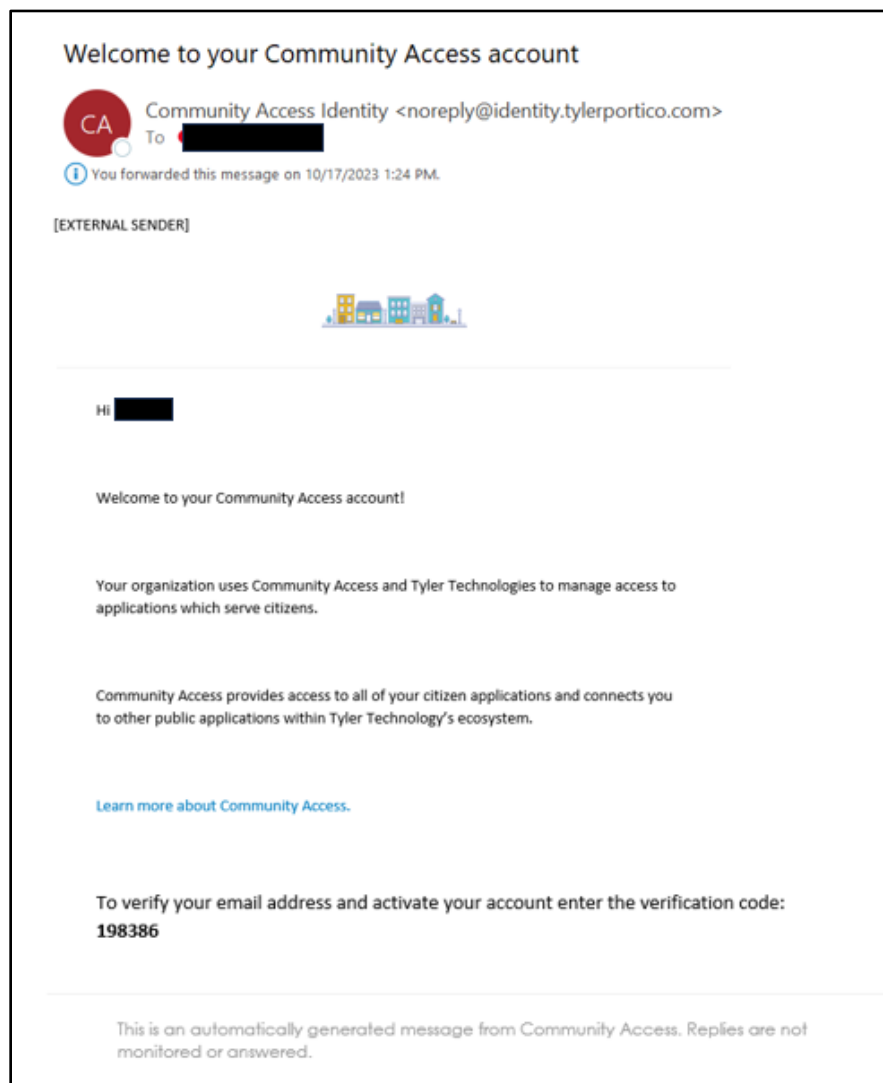 Welcome to your Community Access account
CA
Community Access Identity <noreply@identity.tylerportico.com>
To
You forwarded this message on 10/17/2023 1:24 PM.
[EXTERNAL SENDER]
Hi
Welcome to your Community Access account!
Your organization uses Community Access and Tyler Technologies to manage access to
applications which serve citizens.
Community Access provides access to all of your citizen applications and connects you
to other public applications within Tyler Technology's ecosystem.
Learn more about Community Access.
To verify your email address and activate your account enter the verification code:
198386
This is an automatically generated message from Community Access. Replies are not
monitored or answered.